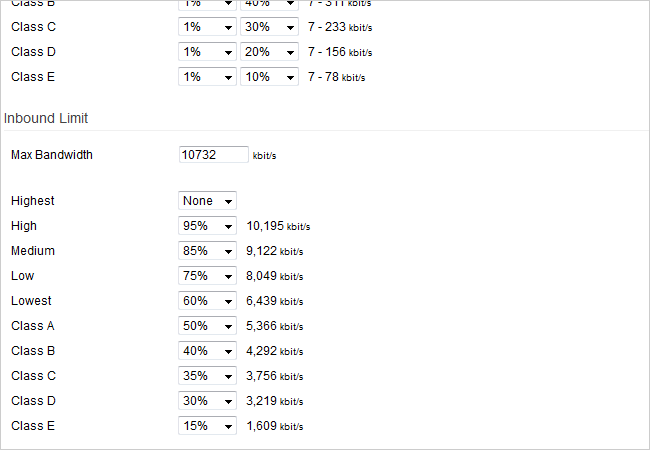 Class B 1% 40% 7 - 311 kbit/s
Class C 1% 30% 7 - 233 kbit/s
Class D 1% 20% 7 - 156 kbit/s
Class E 1% 10% 7 - 78 kbit/s
Inbound Limit
Max Bandwidth 10732 kbit/s
Highest None
High 95% 10,195 kbit/s
Medium 85% 9,122 kbit/s
Low 75% 8,049 kbit/s
Lowest 60% 6,439 kbit/s
Class A 50% 5,366 kbit/s
Class B 40% 4,292 kbit/s
Class C 35% 3,756 kbit/s
Class D 30% 3,219 kbit/s
Class E 15% 1,609 kbit/s